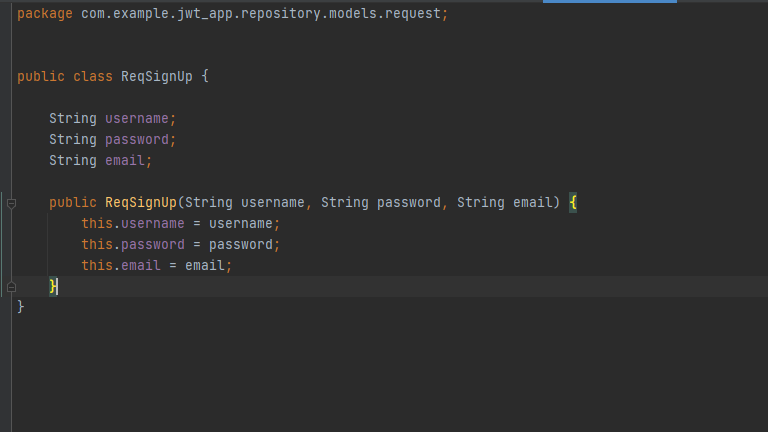 package com.example.jwt_app.repository.models.request;
public class ReqSignUp {
String username;
String password;
String email;
public ReqSignUp(String username, String password, String email) {
this.username = username;
this.password = password;
this.email = email;
}
}